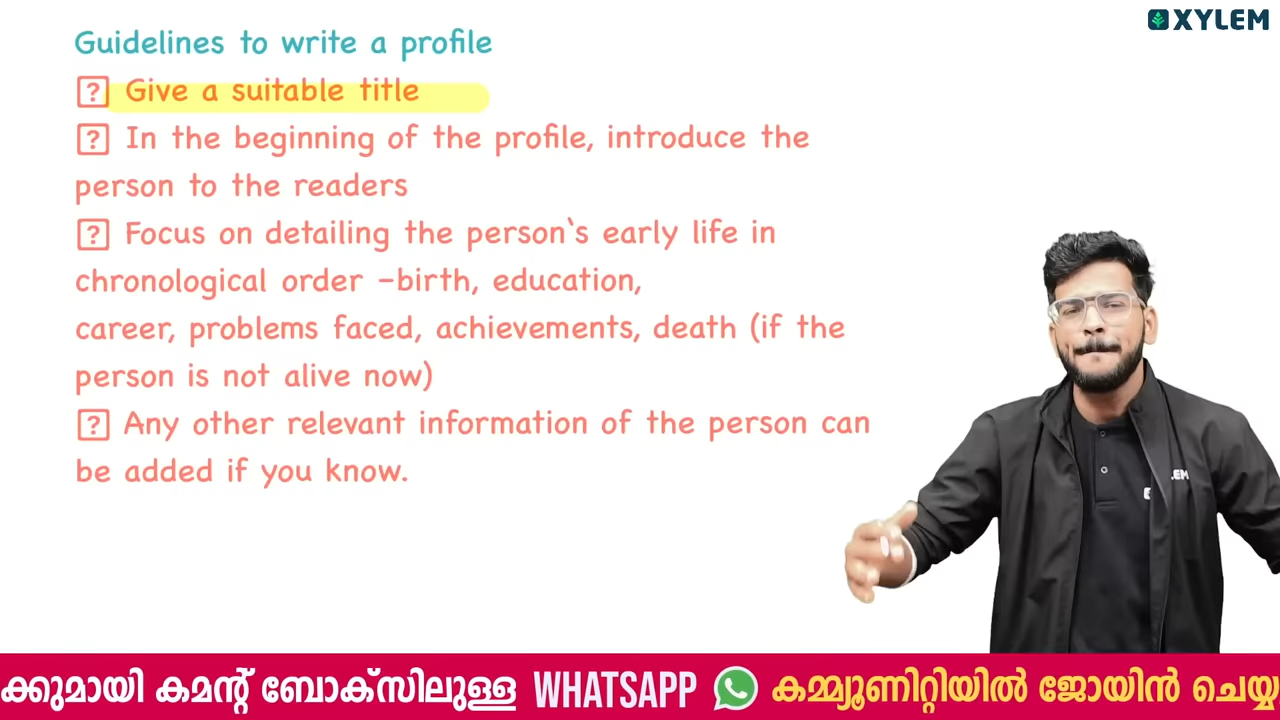 XYLEM
Guidelines to write a profile
? Give a suitable title
? In the beginning of the profile, introduce the
person to the readers
? Focus on detailing the person`s early life in
chronological order –birth, education,
career, problems faced, achievements, death (if the
person is not alive now)
? Any other relevant information of the person can
be added if you know.
LEM
ക്കുമായി കമന്റ് ബോക്സിലുള്ള WHATSAPP കമ്മ്യൂണിറ്റിയിൽ ജോയിൻ ചെയ്യ